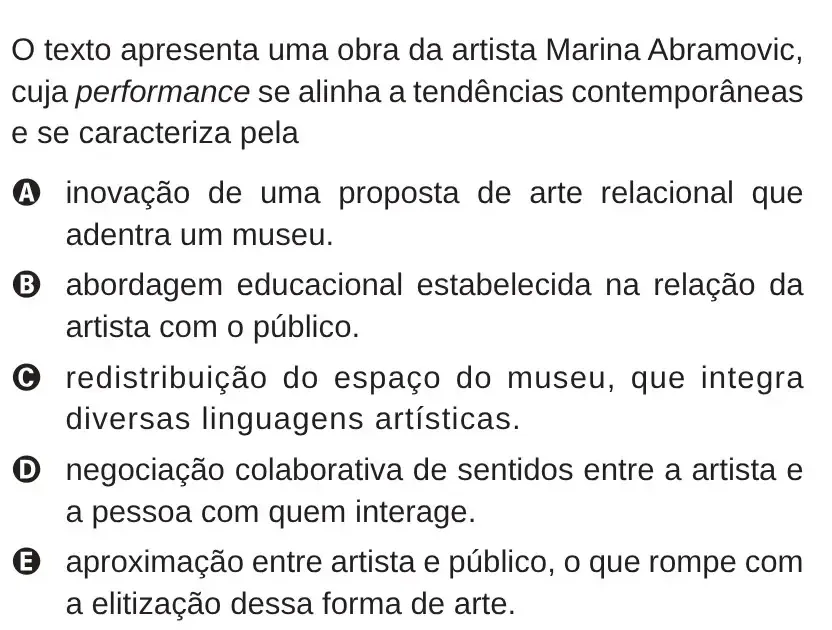 O texto apresenta uma obra da artista Marina Abramovic,
cuja performance se alinha a tendências contemporâneas
e se caracteriza pela
A inovação de uma proposta de arte relacional que
adentra um museu.
B abordagem educacional estabelecida na relação da
artista com o público.
C redistribuição do espaço do museu, que integra
diversas linguagens artísticas.
D negociação colaborativa de sentidos entre a artista e
a pessoa com quem interage.
E aproximação entre artista e público, o que rompe com
a elitização dessa forma de arte.